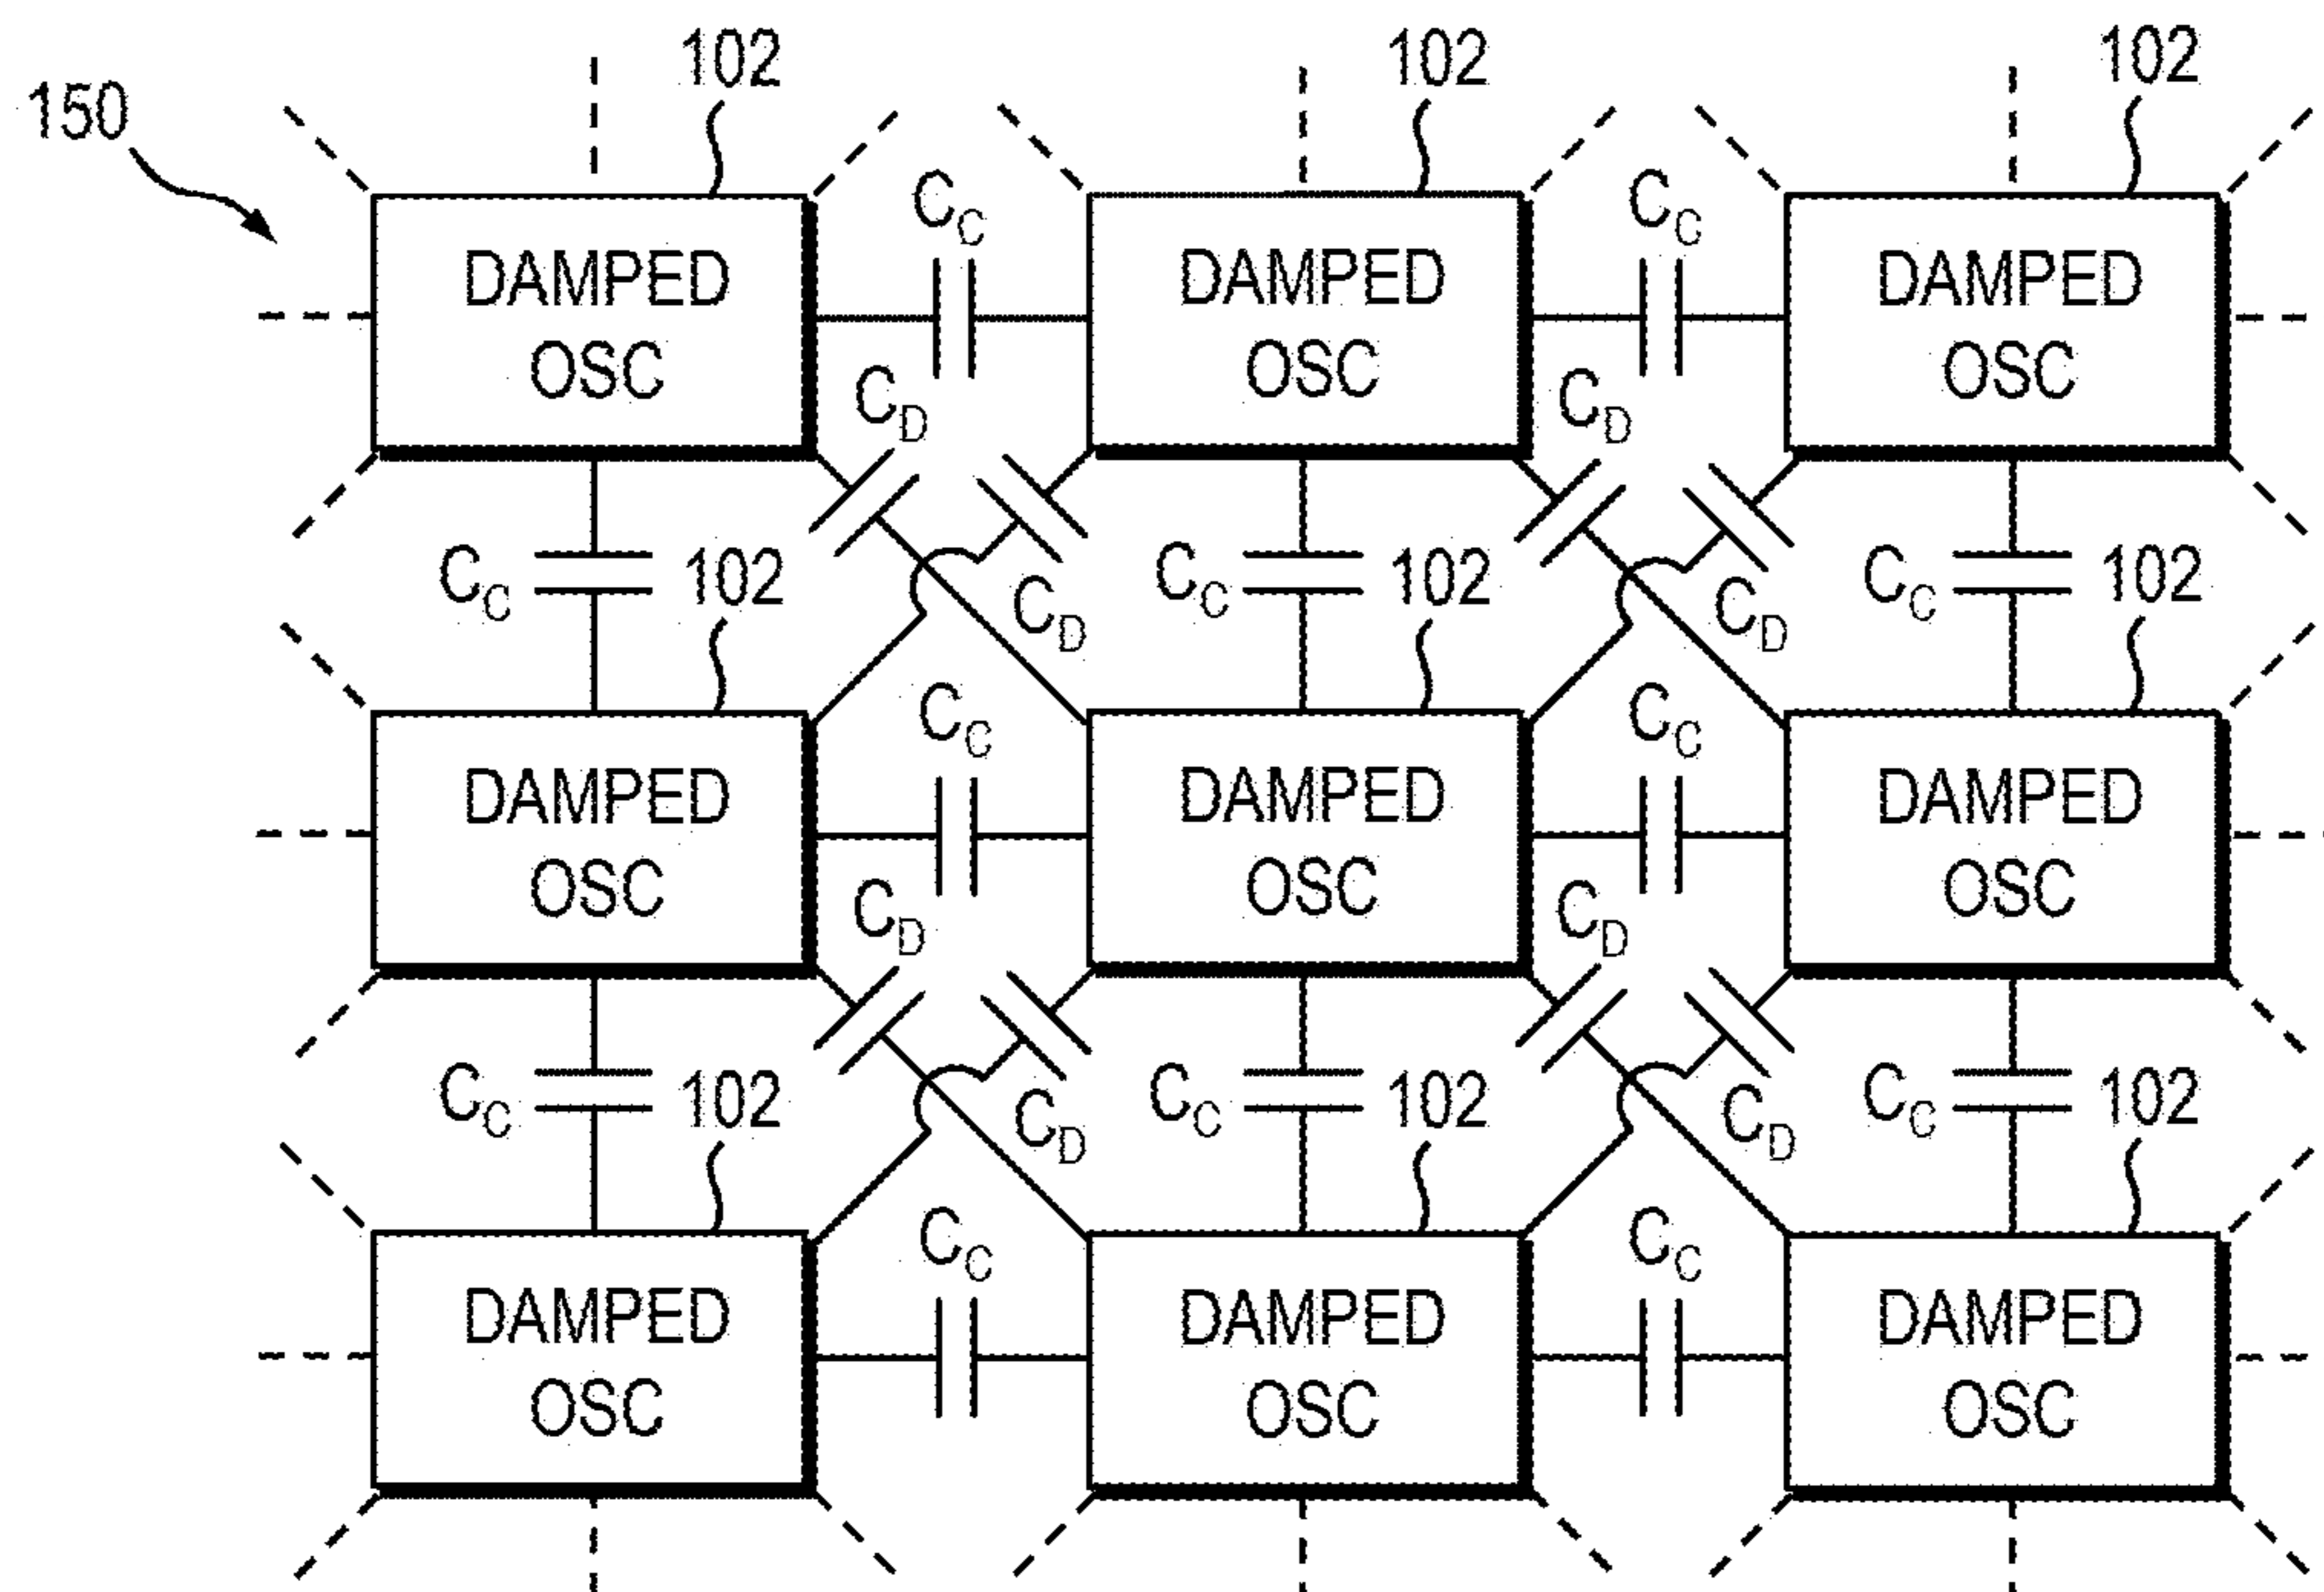 102 102 102
150
C_C C_C
DAMPED OSC DAMPED OSC DAMPED OSC
C_D C_D
C_C 102 C_C 102 C_C 102
C_D C_D
C_C C_C
DAMPED OSC DAMPED OSC DAMPED OSC
C_D C_D
C_C 102 C_C 102 C_C 102
C_D C_D
C_C C_C
DAMPED OSC DAMPED OSC DAMPED OSC